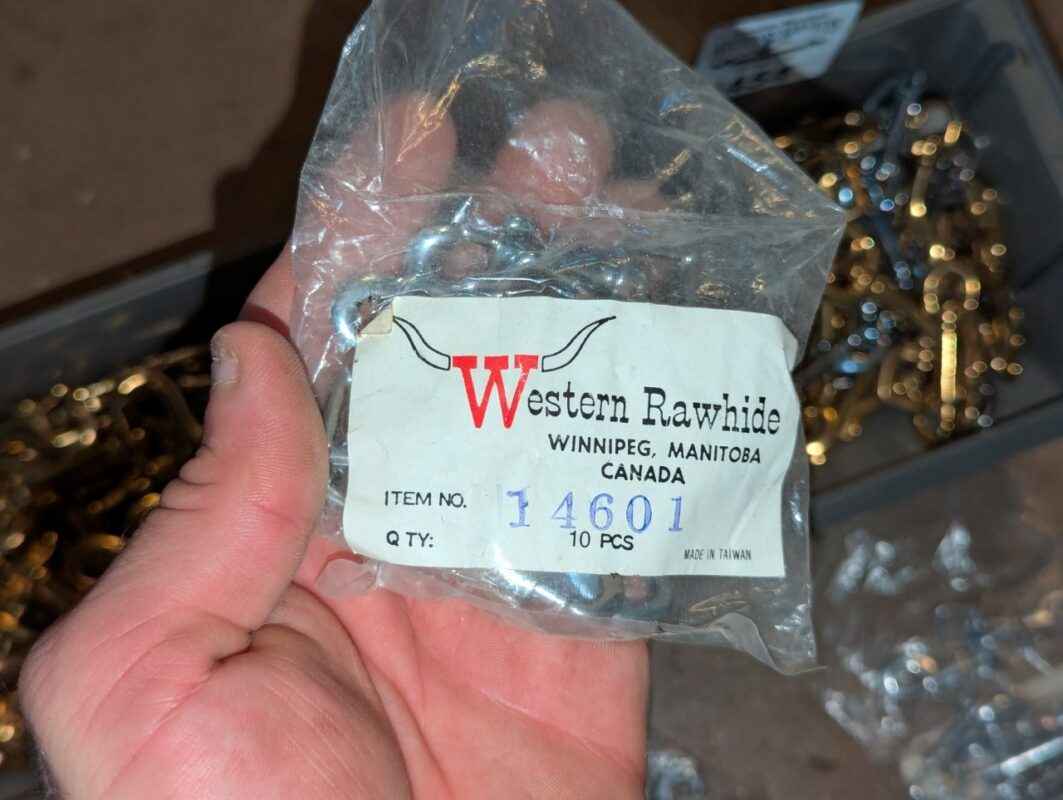 Western Rawhide
WINNIPEG, MANITOBA
CANADA
ITEM NO. 14601
QTY: 10 PCS
MADE IN TAIWAN